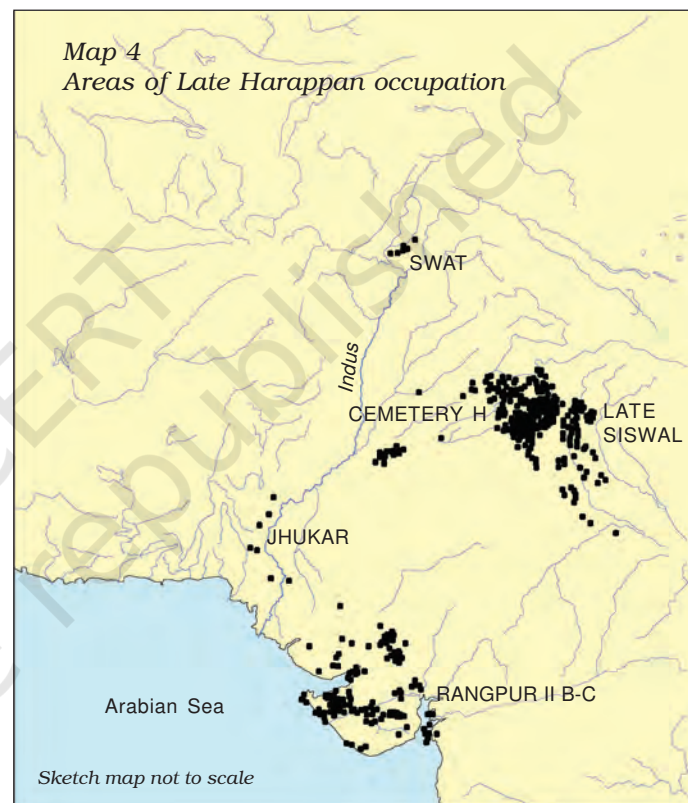 Map 4
Areas of Late Harappan occupation
SWAT
Indus
CEMETERY H
LATE
SISWAL
JHUKAR
RANGPUR II B-C
Arabian Sea
Sketch map not to scale
republished